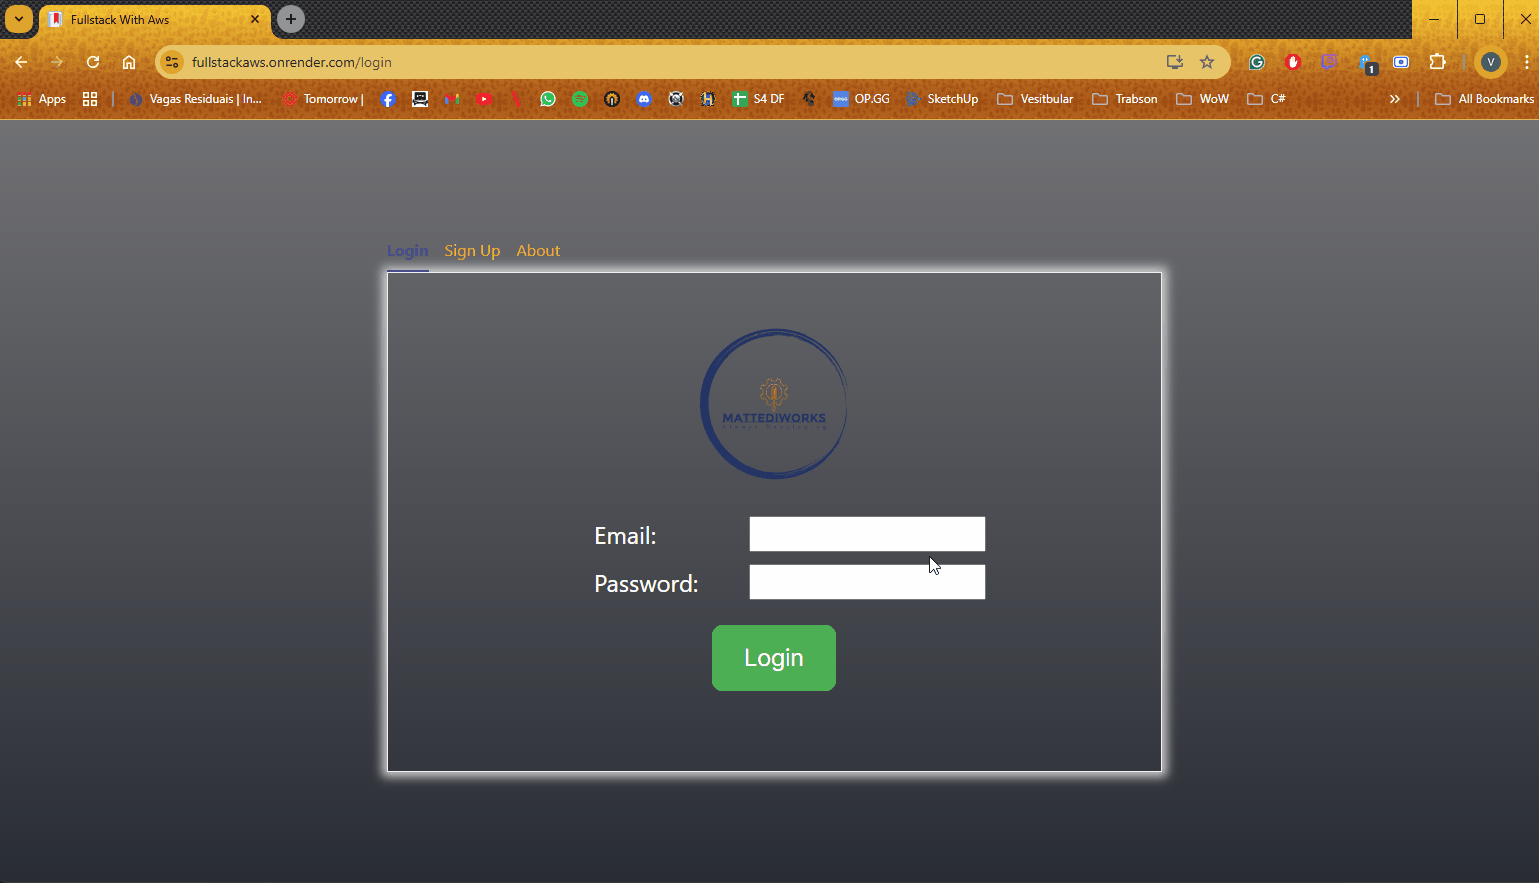 Fullstack With Aws
fullstackaws.onrender.com/login
V
1
Apps
Vagas Residuais | In...
Tomorrow |
S4 DF
OP.GG
SketchUp
Vesitbular
Trabson
WoW
C#
All Bookmarks
Login Sign Up About
MATTEDIWORKS
Email:
Password:
Login